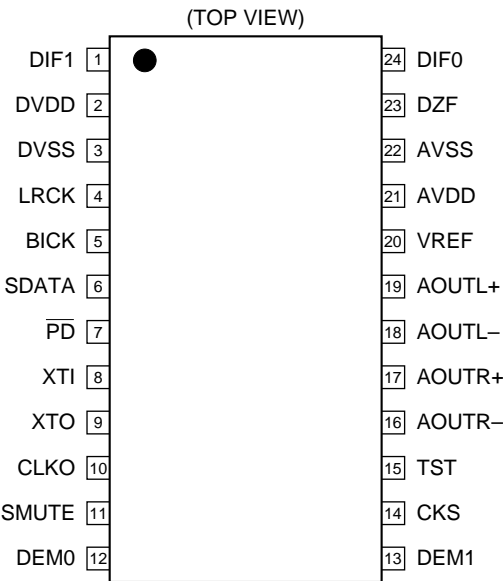 (TOP VIEW)
DIF1 1 24 DIF0
DVDD 2 23 DZF
DVSS 3 22 AVSS
LRCK 4 21 AVDD
BICK 5 20 VREF
SDATA 6 19 AOUTL+
P̅D̅ 7 18 AOUTL–
XTI 8 17 AOUTR+
XTO 9 16 AOUTR–
CLKO 10 15 TST
SMUTE 11 14 CKS
DEM0 12 13 DEM1